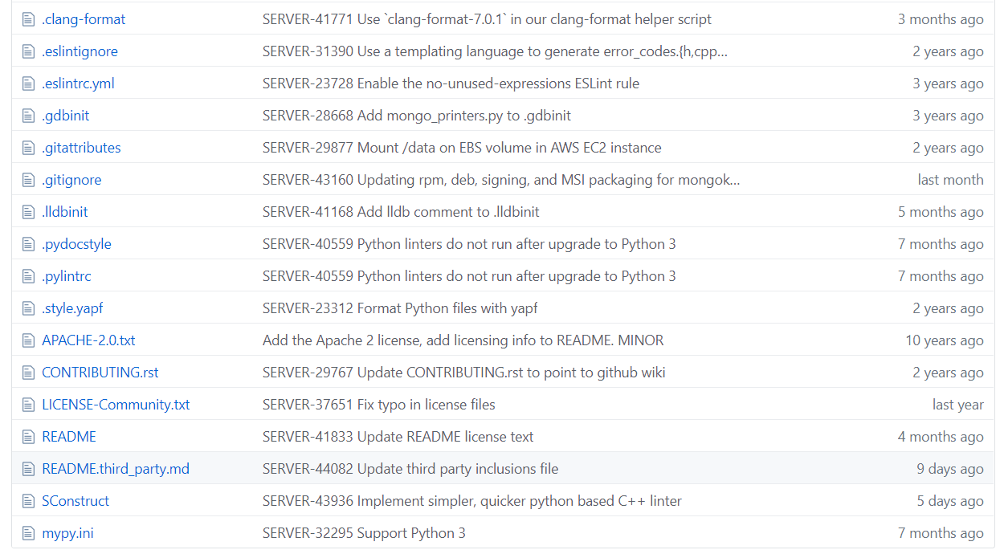 .clang-format SERVER-41771 Use `clang-format-7.0.1` in our clang-format helper script 3 months ago
.eslintignore SERVER-31390 Use a templating language to generate error_codes.{h,cpp... 2 years ago
.eslintrc.yml SERVER-23728 Enable the no-unused-expressions ESLint rule 3 years ago
.gdbinit SERVER-28668 Add mongo_printers.py to .gdbinit 3 years ago
.gitattributes SERVER-29877 Mount /data on EBS volume in AWS EC2 instance 2 years ago
.gitignore SERVER-43160 Updating rpm, deb, signing, and MSI packaging for mongok... last month
.lldbinit SERVER-41168 Add lldb comment to .lldbinit 5 months ago
.pydocstyle SERVER-40559 Python linters do not run after upgrade to Python 3 7 months ago
.pylintrc SERVER-40559 Python linters do not run after upgrade to Python 3 7 months ago
.style.yapf SERVER-23312 Format Python files with yapf 2 years ago
APACHE-2.0.txt Add the Apache 2 license, add licensing info to README. MINOR 10 years ago
CONTRIBUTING.rst SERVER-29767 Update CONTRIBUTING.rst to point to github wiki 2 years ago
LICENSE-Community.txt SERVER-37651 Fix typo in license files last year
README SERVER-41833 Update README license text 4 months ago
README.third_party.md SERVER-44082 Update third party inclusions file 9 days ago
SConstruct SERVER-43936 Implement simpler, quicker python based C++ linter 5 days ago
mypy.ini SERVER-32295 Support Python 3 7 months ago